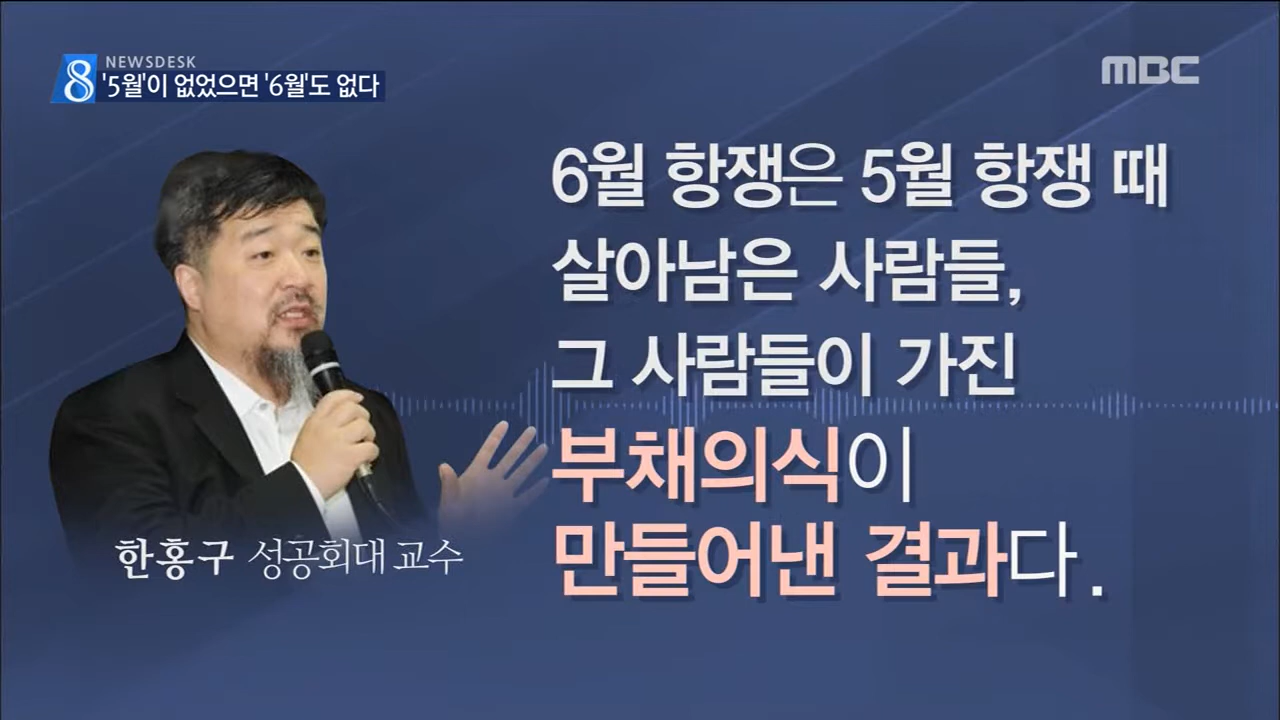 NEWSDESK
8 '5월'이 없었으면 '6월'도 없다
MBC
6월 항쟁은 5월 항쟁 때
살아남은 사람들,
그 사람들이 가진
부채의식이
만들어낸 결과다.
한홍구 성공회대 교수